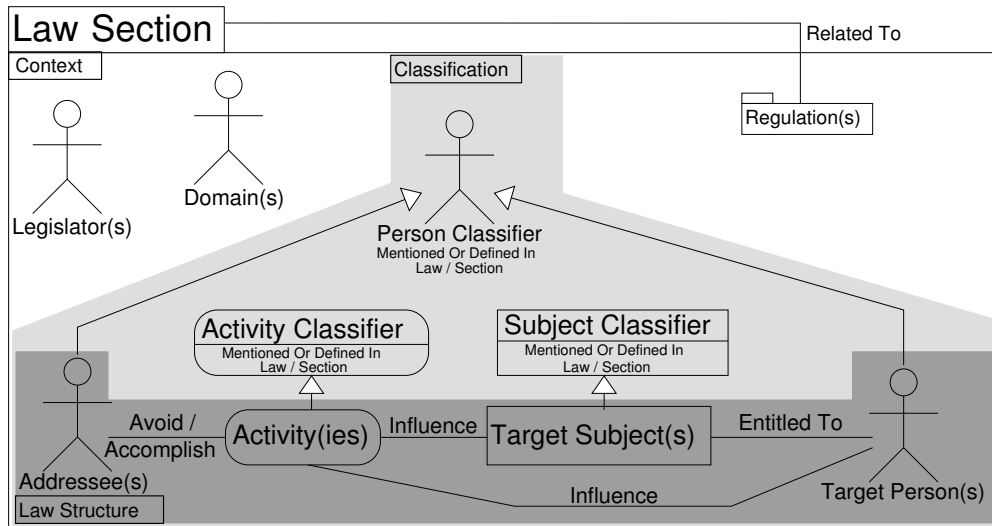 Law Section
Related To
Context
Classification
Regulation(s)
Legislator(s)
Domain(s)
Person Classifier
Mentioned Or Defined In
Law / Section
Activity Classifier
Mentioned Or Defined In
Law / Section
Subject Classifier
Mentioned Or Defined In
Law / Section
Avoid /
Accomplish
Activity(ies)
Influence
Target Subject(s)
Entitled To
Addressee(s)
Influence
Target Person(s)
Law Structure